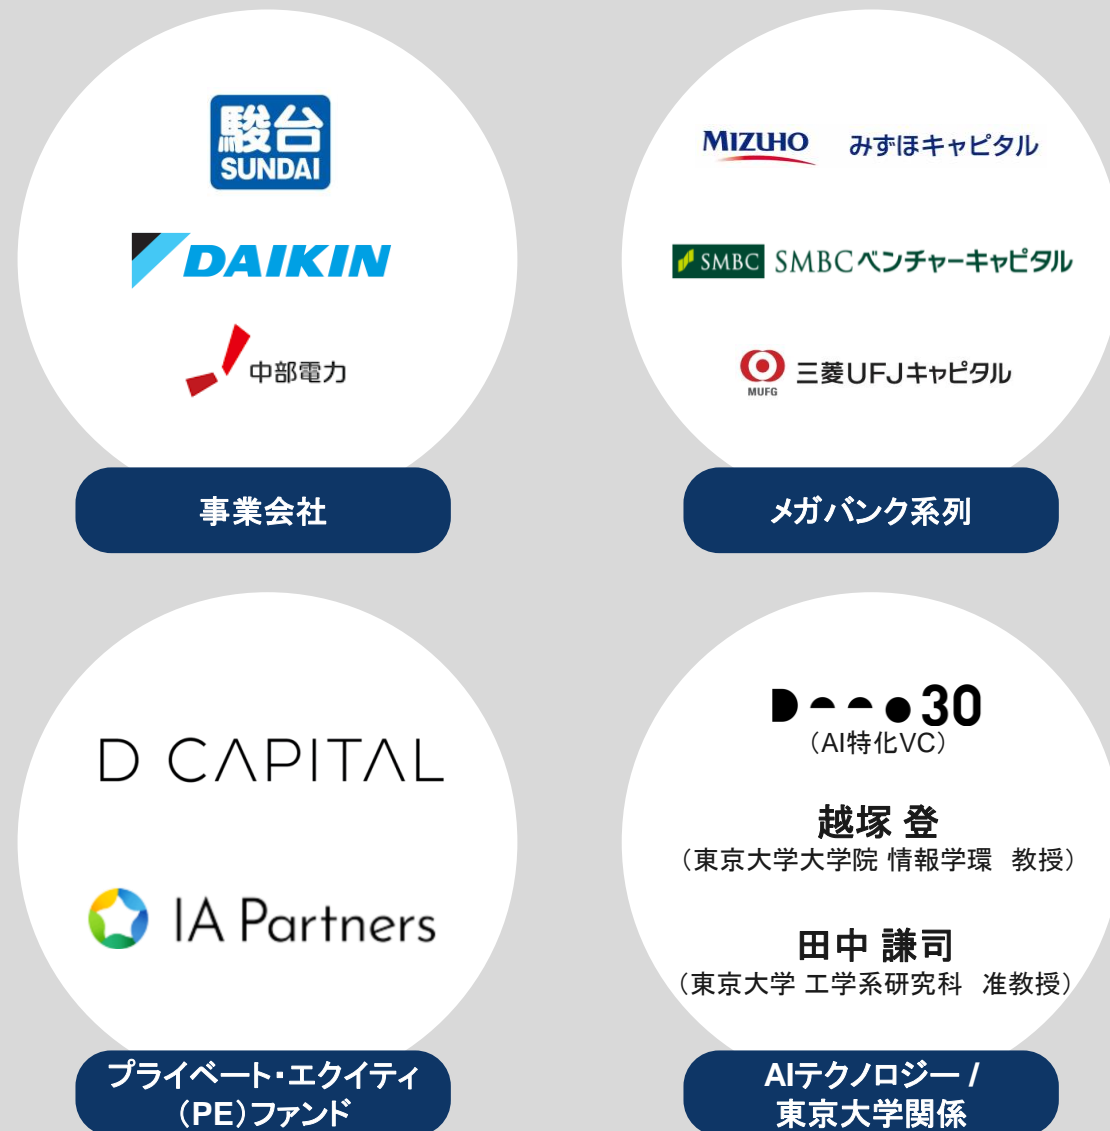 駿台
SUNDAI
DAIKIN
中部電力
事業会社
MIZUHO みずほキャピタル
SMBC SMBCベンチャーキャピタル
MUFG 三菱UFJキャピタル
メガバンク系列
D CAPITAL
IA Partners
プライベート・エクイティ
（PE）ファンド
30
（AI特化VC）
越塚 登
（東京大学大学院 情報学環　教授）
田中 謙司
（東京大学 工学系研究科　准教授）
AIテクノロジー /
東京大学関係